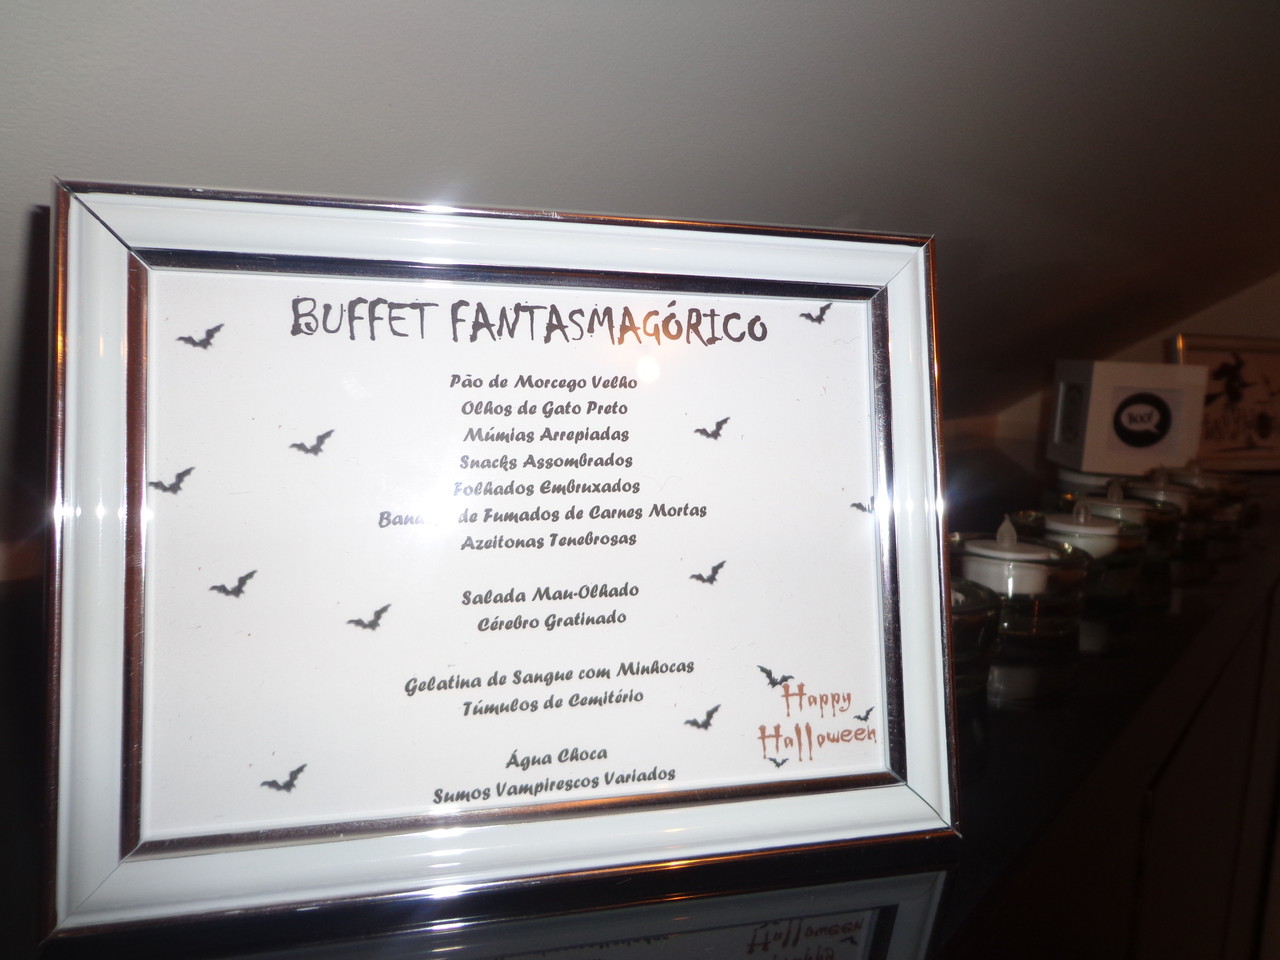 BUFFET FANTASMAGÓRICO
Pão de Morcego Velho
Olhos de Gato Preto
Múmias Arrepiadas
Snacks Assombrados
Folhados Embruxados
de Fumados de Carnes Mortas
Azeitonas Tenebrosas
Salada Mau-Olhado
Cérebro Gratinado
Gelatina de Sangue com Minhocas
Túmulos de Cemitério
Água Choca
Sumos Vampirescos Variados
Happy
Halloween
BOO!